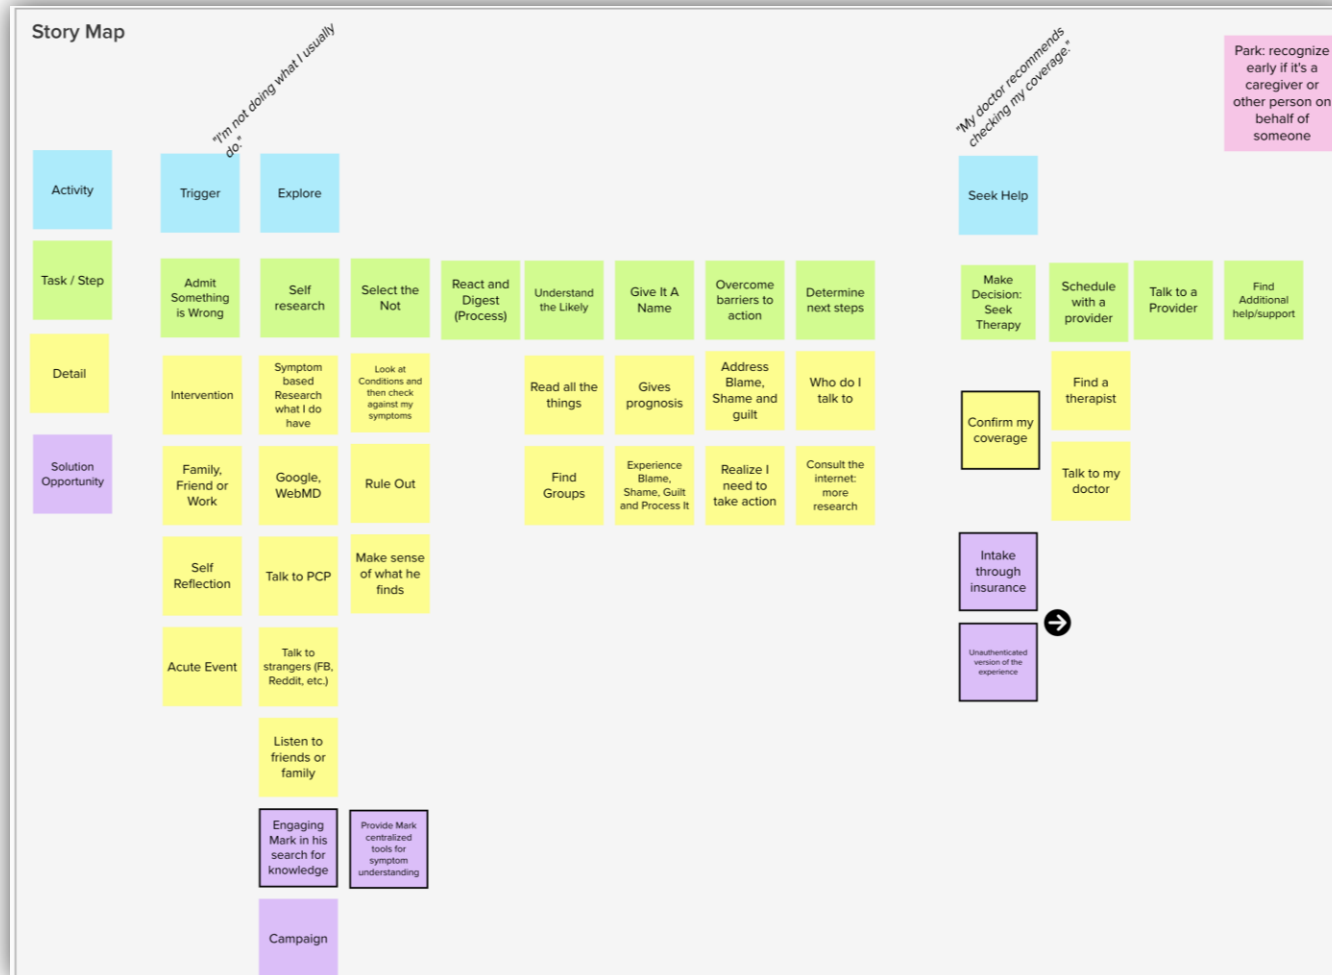 Story Map
"I'm not doing what I usually
do."
"My doctor recommends
checking my coverage."
Park: recognize
early if it's a
caregiver or
other person on
behalf of
someone
Activity
Trigger
Explore
Seek Help
Task / Step
Admit
Something
is Wrong
Self
research
Select the
Not
React and
Digest
(Process)
Understand
the Likely
Give It A
Name
Overcome
barriers to
action
Determine
next steps
Make
Decision:
Seek
Therapy
Schedule
with a
provider
Talk to a
Provider
Find
Additional
help/support
Detail
Intervention
Symptom
based
Research
what I do
have
Look at
Conditions and
then check
against my
symptoms
Read all the
things
Gives
prognosis
Address
Blame,
Shame and
guilt
Who do I
talk to
Confirm my
coverage
Find a
therapist
Solution
Opportunity
Family,
Friend or
Work
Google,
WebMD
Rule Out
Find
Groups
Experience
Blame,
Shame, Guilt
and Process It
Realize I
need to
take action
Consult the
internet:
more
research
Talk to my
doctor
Self
Reflection
Talk to PCP
Make sense
of what he
finds
Intake
through
insurance
Acute Event
Talk to
strangers (FB,
Reddit, etc.)
Unauthenticated
version of the
experience
Listen to
friends or
family
Engaging
Mark in his
search for
knowledge
Provide Mark
centralized
tools for
symptom
understanding
Campaign